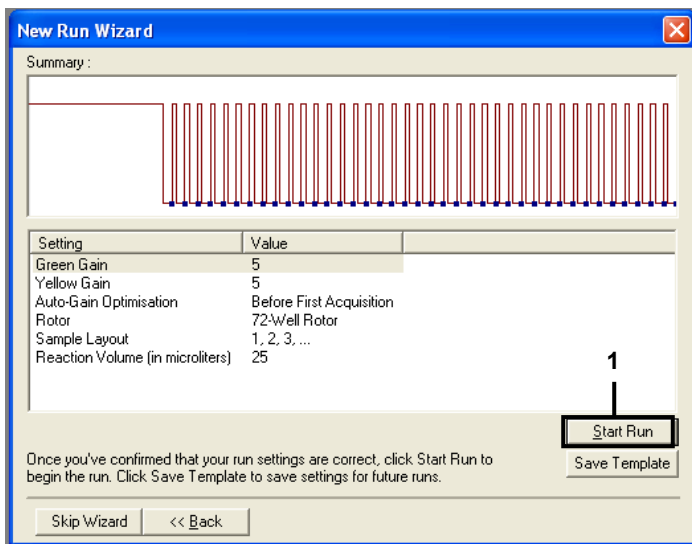 New Run Wizard
Summary :
Setting Value
Green Gain 5
Yellow Gain 5
Auto-Gain Optimisation Before First Acquisition
Rotor 72-Well Rotor
Sample Layout 1, 2, 3, ...
Reaction Volume (in microliters) 25
1
Start Run
Once you've confirmed that your run settings are correct, click Start Run to
begin the run. Click Save Template to save settings for future runs.
Save Template
Skip Wizard << Back